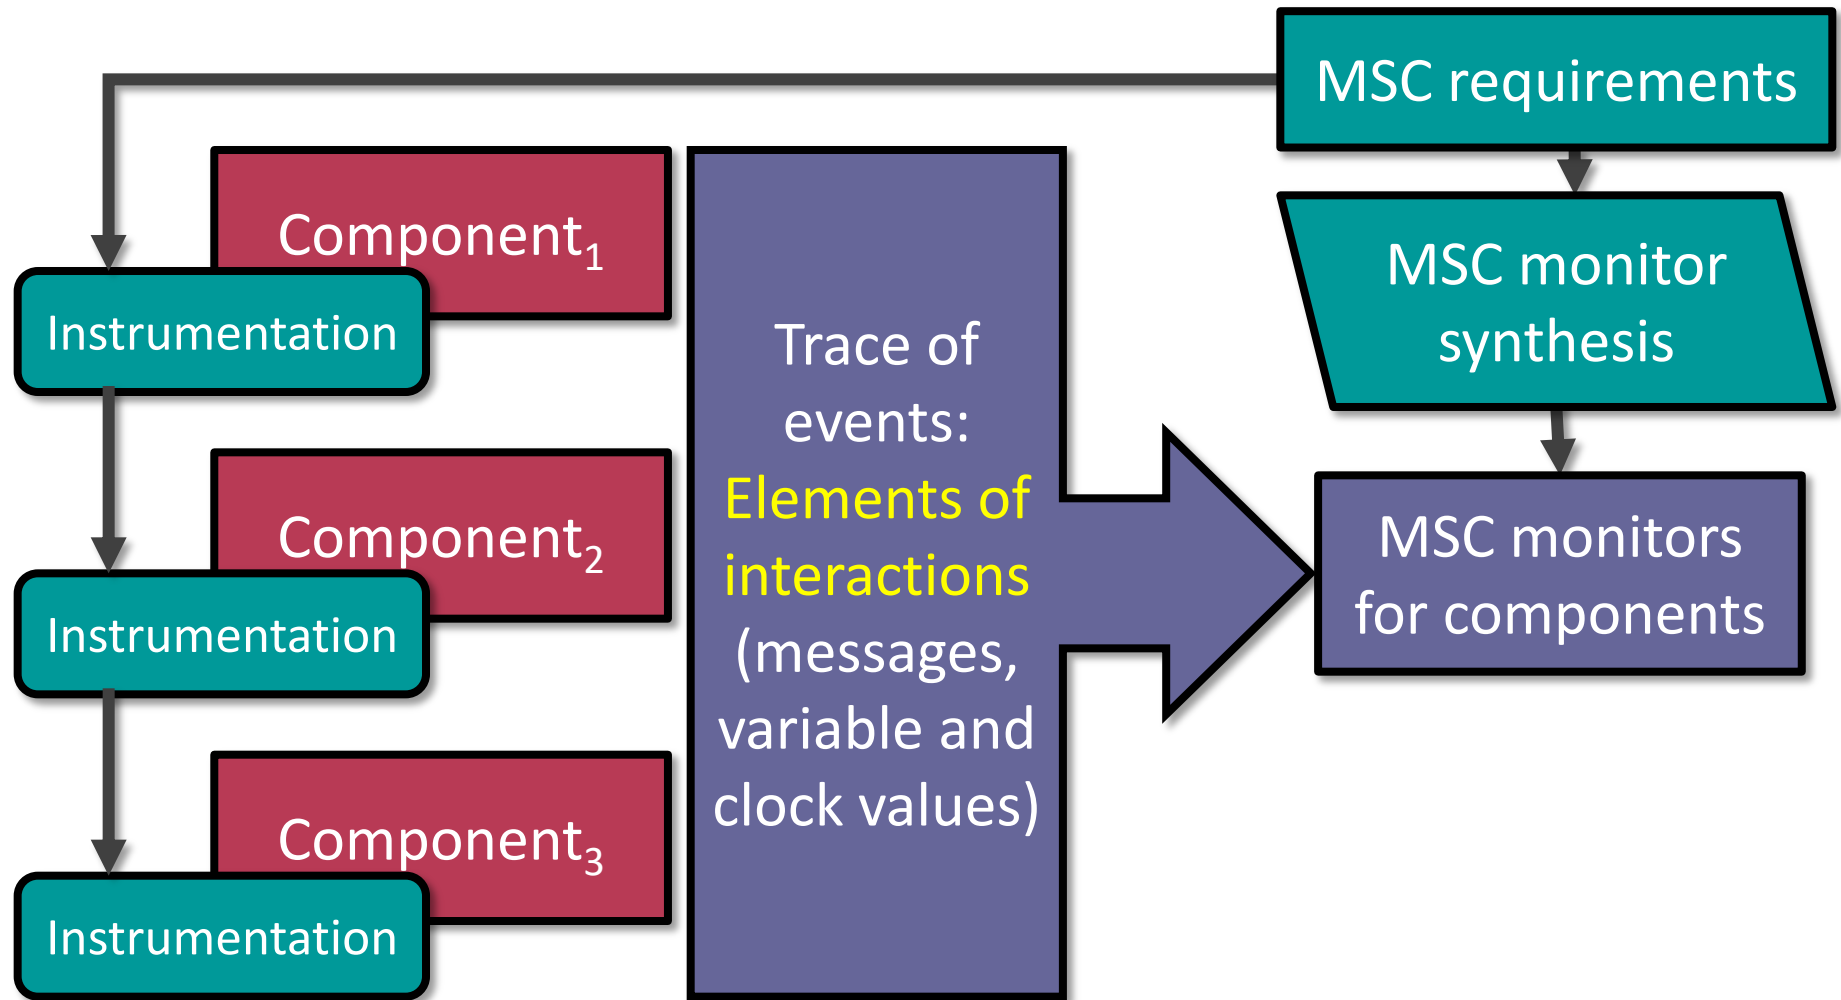 MSC requirements
Component1
Instrumentation
Component2
Instrumentation
Component3
Instrumentation
Trace of
events:
Elements of
interactions
(messages,
variable and
clock values)
MSC monitor
synthesis
MSC monitors
for components